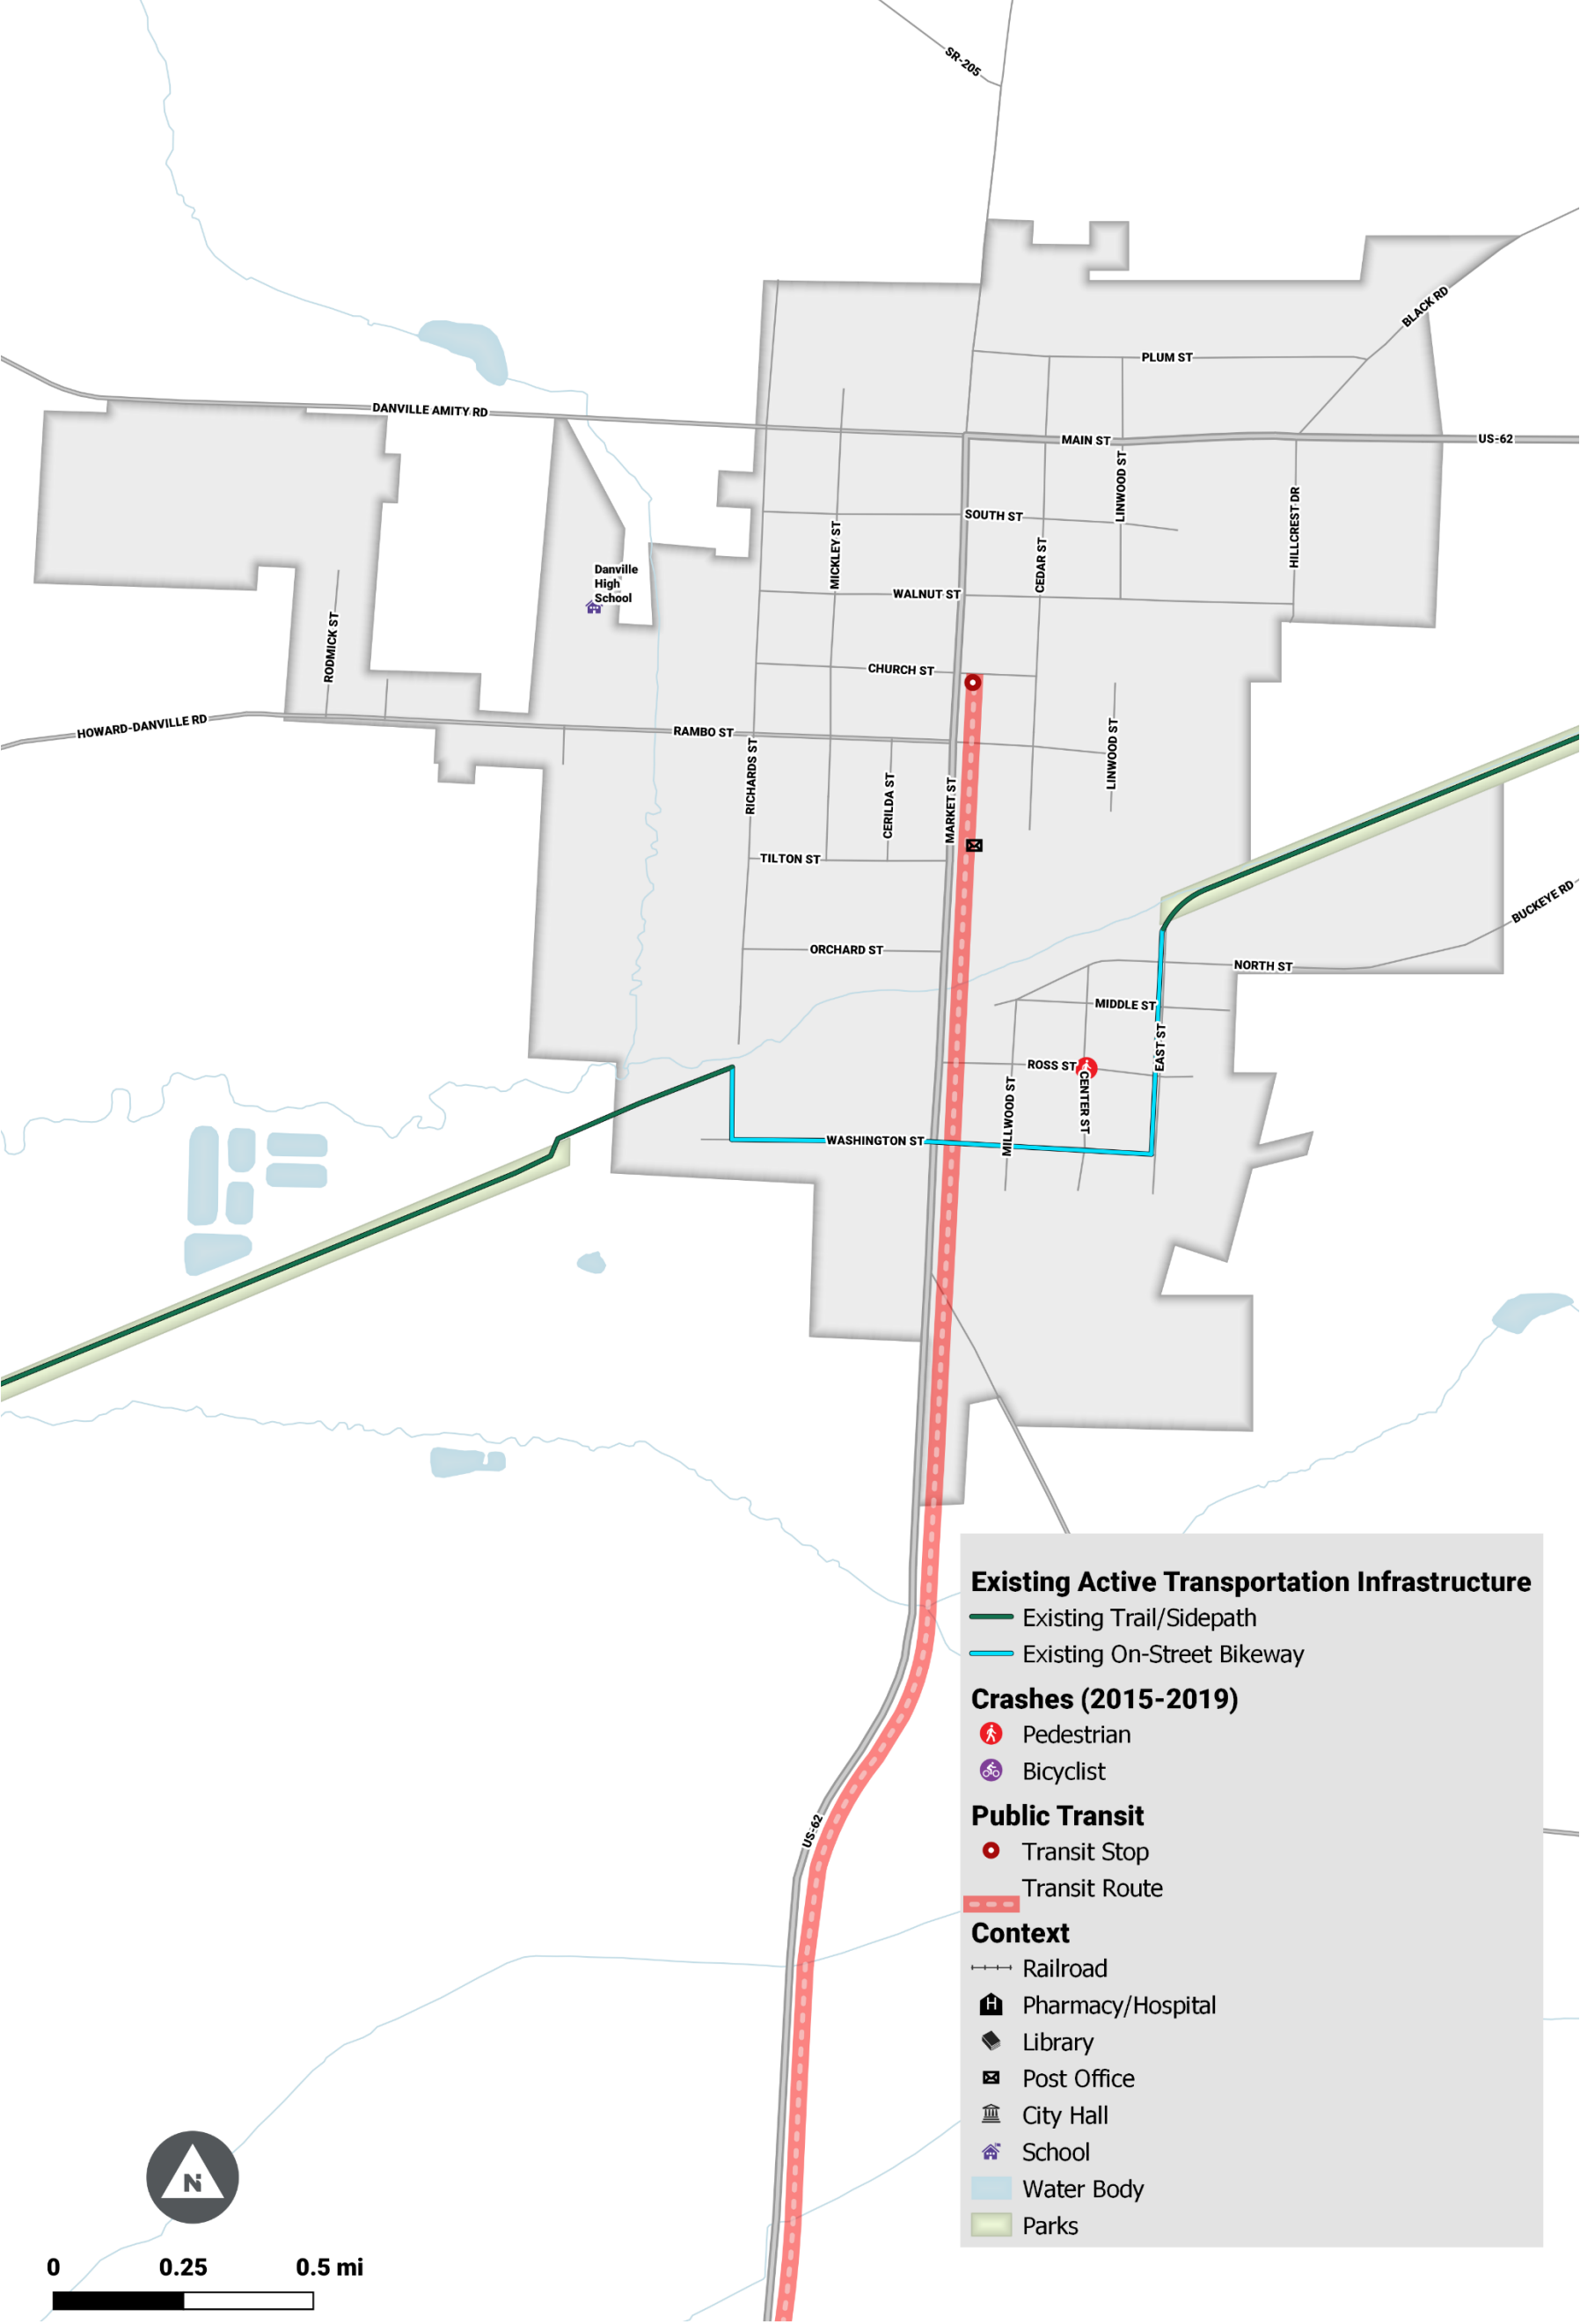 SR-205
BLACK RD
PLUM ST
DANVILLE AMITY RD
MAIN ST
US-62
LINWOOD ST
SOUTH ST
HILLCREST DR
MICKLEY ST
CEDAR ST
Danville
High
School
WALNUT ST
RODMICK ST
CHURCH ST
HOWARD-DANVILLE RD
RAMBO ST
LINWOOD ST
RICHARDS ST
CERILDA ST
MARKET ST
TILTON ST
BUCKEYE RD
ORCHARD ST
NORTH ST
MIDDLE ST
EAST ST
ROSS ST
CENTER ST
MILLWOOD ST
WASHINGTON ST
US-62
Existing Active Transportation Infrastructure
Existing Trail/Sidepath
Existing On-Street Bikeway
Crashes (2015-2019)
Pedestrian
Bicyclist
Public Transit
Transit Stop
Transit Route
Context
Railroad
H Pharmacy/Hospital
Library
Post Office
City Hall
School
Water Body
Parks
N
0 0.25 0.5 mi